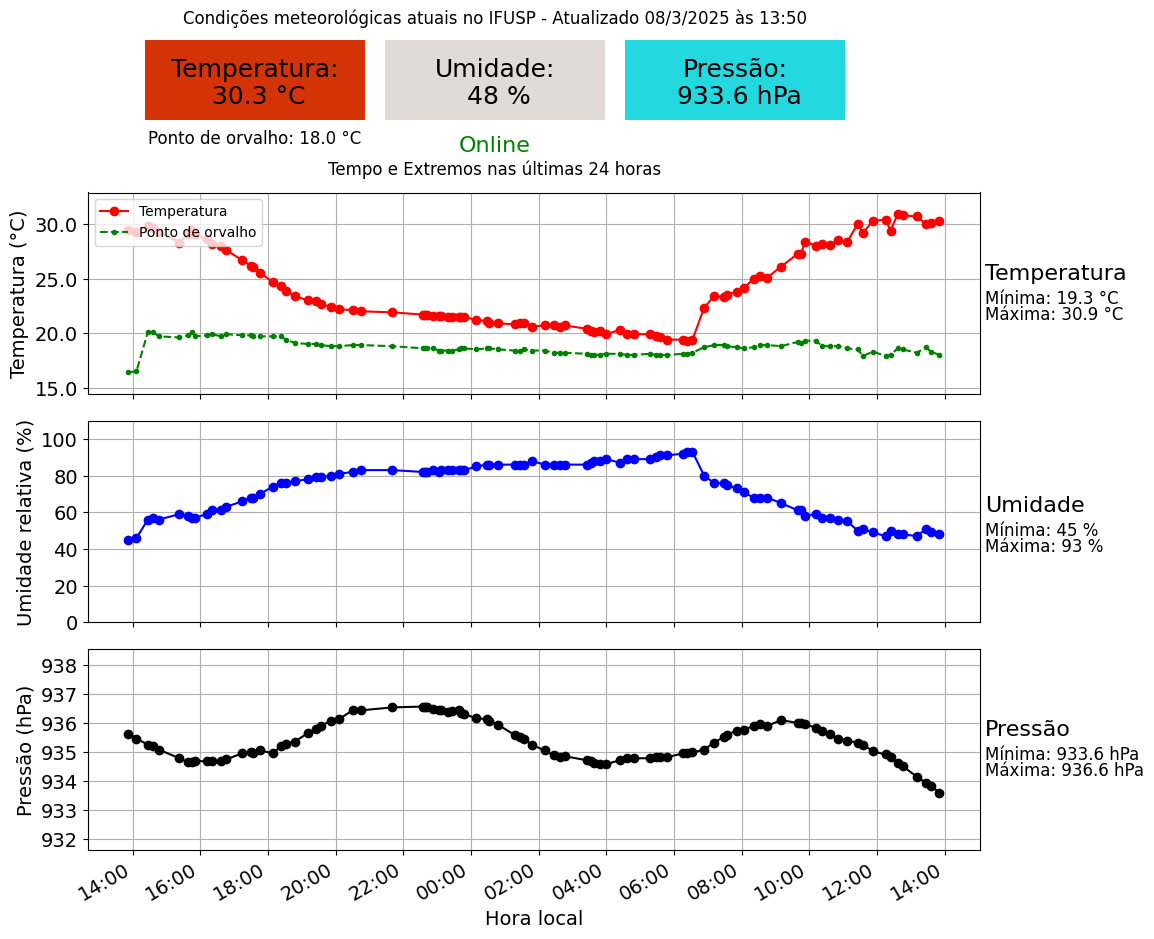 Condições meteorológicas atuais no IFUSP - Atualizado 08/3/2025 às 13:50
Temperatura:
30.3 °C
Umidade:
48 %
Pressão:
933.6 hPa
Ponto de orvalho: 18.0 °C
Online
Tempo e Extremos nas últimas 24 horas
Temperatura (°C)
30.0
25.0
20.0
15.0
Temperatura
Ponto de orvalho
Temperatura
Mínima: 19.3 °C
Máxima: 30.9 °C
Umidade relativa (%)
100
80
60
40
20
0
Umidade
Mínima: 45 %
Máxima: 93 %
Pressão (hPa)
938
937
936
935
934
933
932
Pressão
Mínima: 933.6 hPa
Máxima: 936.6 hPa
14:00
16:00
18:00
20:00
22:00
00:00
02:00
04:00
06:00
08:00
10:00
12:00
14:00
Hora local